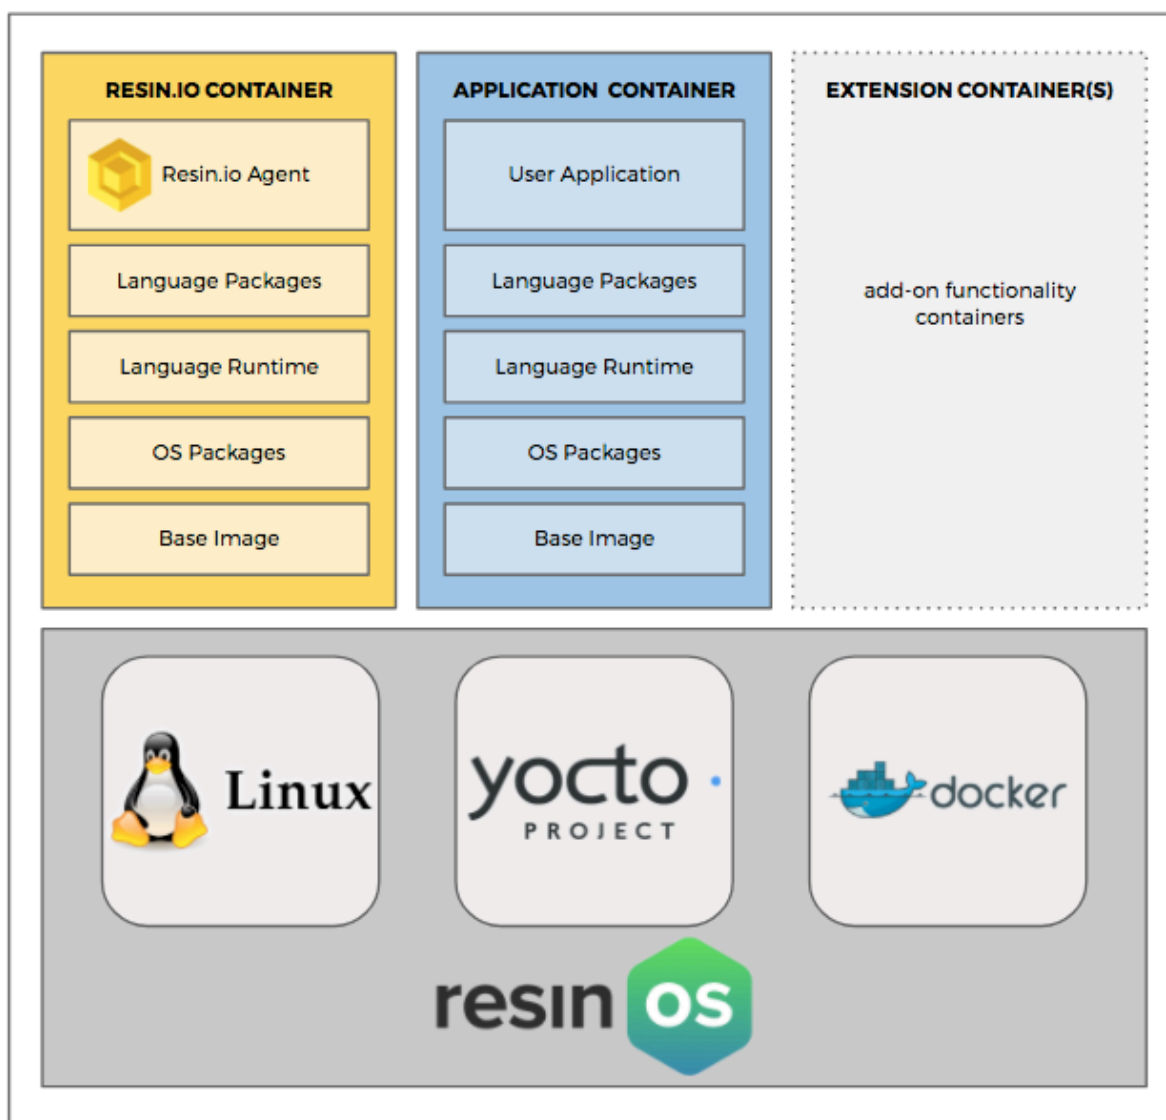 RESIN.IO CONTAINER
Resin.io Agent
Language Packages
Language Runtime
OS Packages
Base Image
APPLICATION CONTAINER
User Application
Language Packages
Language Runtime
OS Packages
Base Image
EXTENSION CONTAINER(S)
add-on functionality
containers
Linux
yocto
PROJECT
docker
resin os